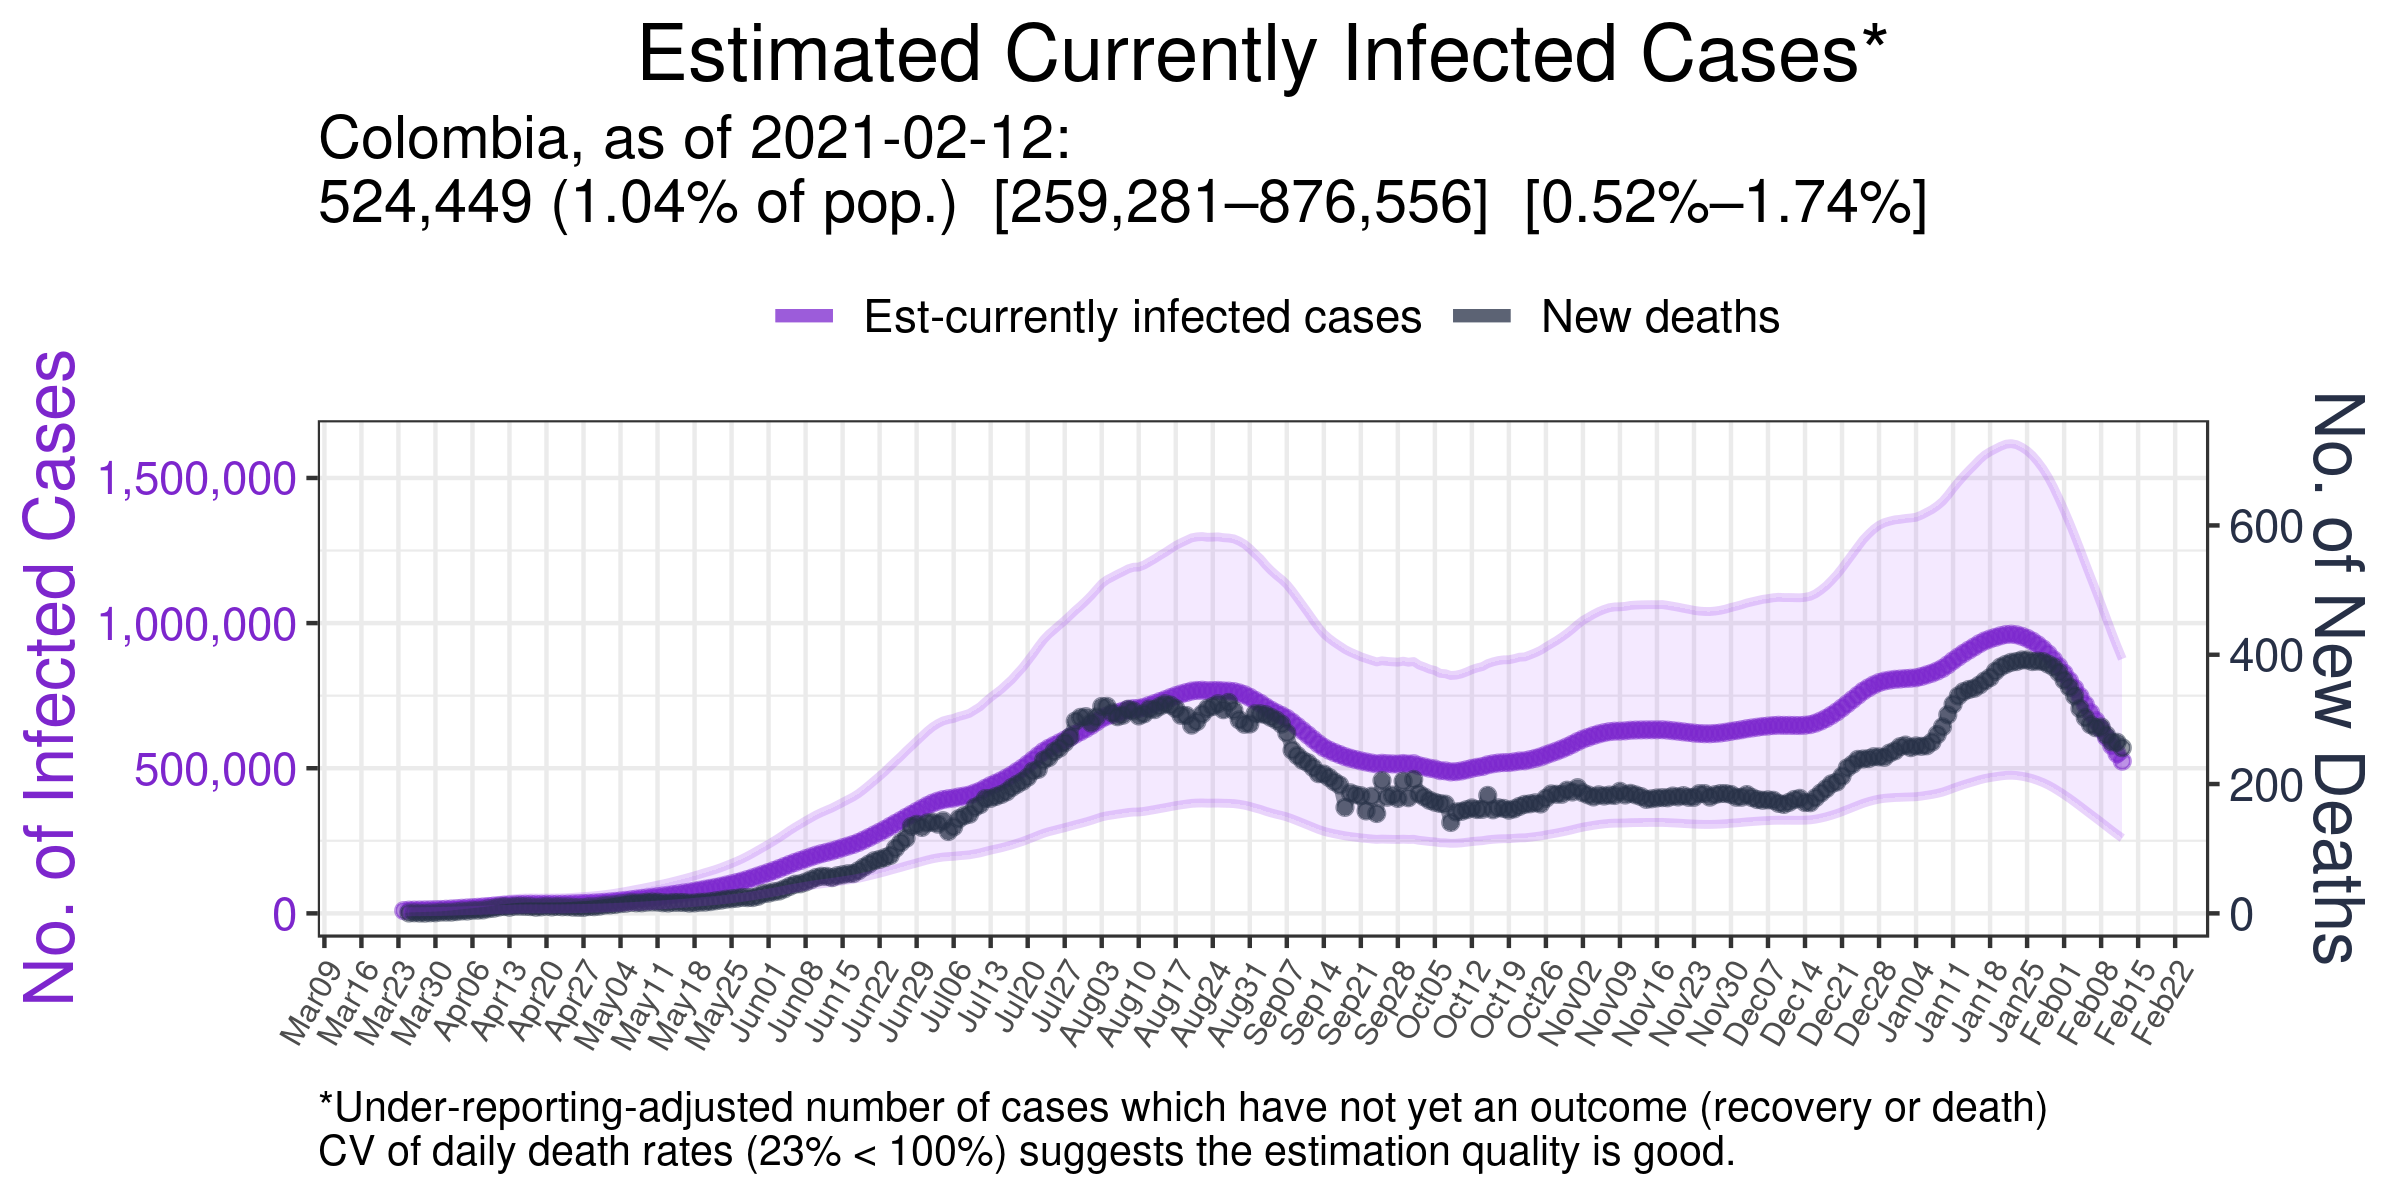 Estimated Currently Infected Cases*
Colombia, as of 2021-02-12:
524,449 (1.04% of pop.)  [259,281–876,556]  [0.52%–1.74%]
Est-currently infected cases
New deaths
No. of Infected Cases
1,500,000
1,000,000
500,000
0
No. of New Deaths
600
400
200
0
Mar09
Mar16
Mar23
Mar30
Apr06
Apr13
Apr20
Apr27
May04
May11
May18
May25
Jun01
Jun08
Jun15
Jun22
Jun29
Jul06
Jul13
Jul20
Jul27
Aug03
Aug10
Aug17
Aug24
Aug31
Sep07
Sep14
Sep21
Sep28
Oct05
Oct12
Oct19
Oct26
Nov02
Nov09
Nov16
Nov23
Nov30
Dec07
Dec14
Dec21
Dec28
Jan04
Jan11
Jan18
Jan25
Feb01
Feb08
Feb15
Feb22
*Under-reporting-adjusted number of cases which have not yet an outcome (recovery or death)
CV of daily death rates (23% < 100%) suggests the estimation quality is good.